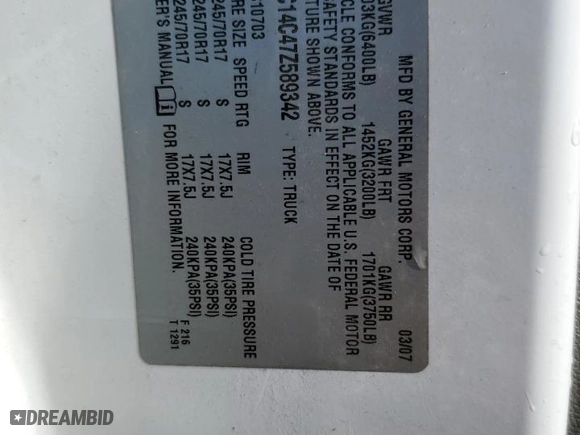 MFD BY GENERAL MOTORS CORP 03/07
GVWR GAWR FRT GAWR RR
03KG(6400LB) 1452KG(3200LB) 1701KG(3750LB)
CLE CONFORMS TO ALL APPLICABLE U.S. FEDERAL MOTOR
SAFETY STANDARDS IN EFFECT ON THE DATE OF
TURE SHOWN ABOVE.
C14C47Z589342 TYPE: TRUCK
10703
RE SIZE SPEED RTG RIM COLD TIRE PRESSURE
245/70R17 S 17X7.5J 240KPA(35PSI)
245/70R17 S 17X7.5J 240KPA(35PSI)
245/70R17 S 17X7.5J 240KPA(35PSI)
ER'S MANUAL FOR MORE INFORMATION.
F 216
T 1291
DREAMBID